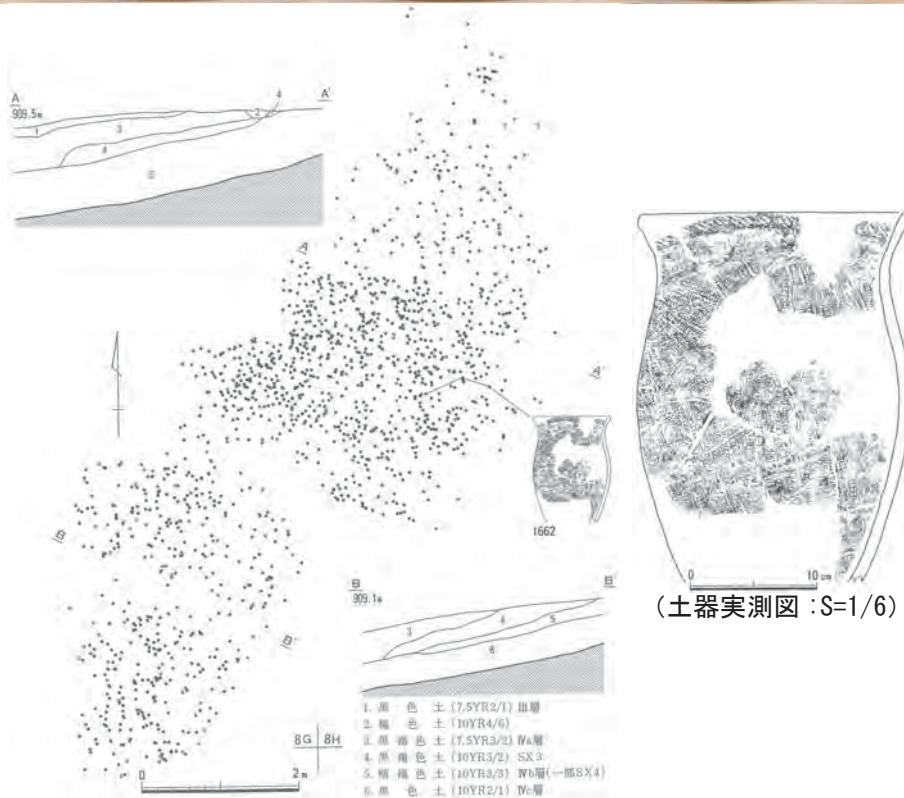 A
909.5m
A'
4
2
1
3
4
6
A
A'
1662
B
B'
B
909.1m
B'
3
4
5
6
8G 8H
0 2m
1. 黒色土 (7.5YR2/1) Ⅲ層
2. 褐色土 (10YR4/6)
3. 黒褐色土 (7.5YR3/2) Ⅳa層
4. 黒褐色土 (10YR3/2) SX3
5. 暗褐色土 (10YR3/3) Ⅳb層(一部SX4)
6. 黒色土 (10YR2/1) Ⅳc層
0 10cm
(土器実測図:S=1/6)